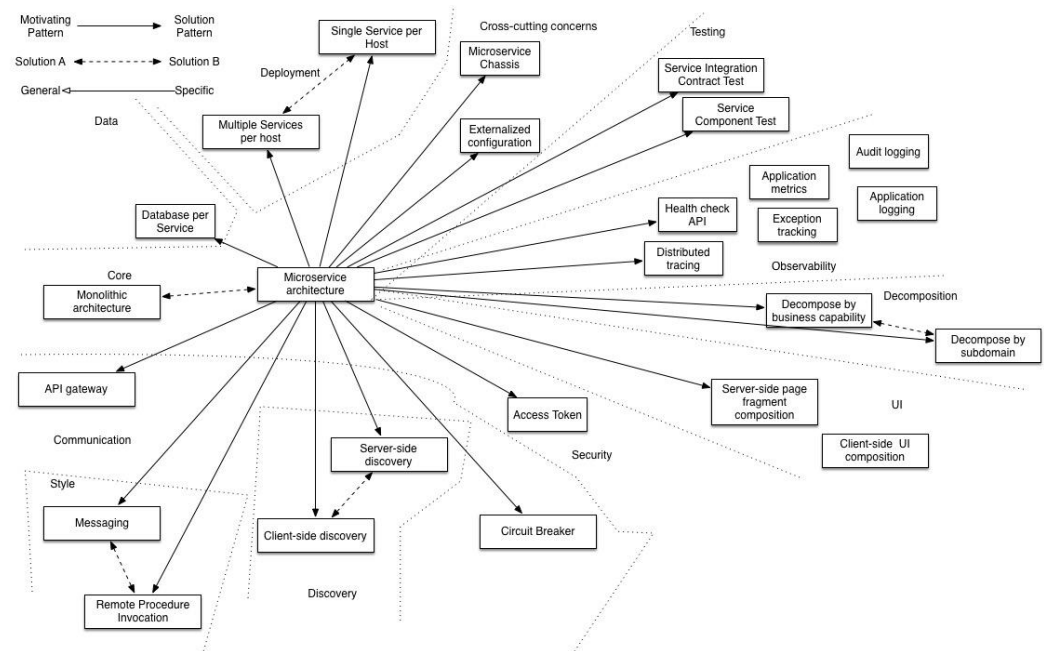 Motivating
Pattern
Solution
Pattern
Solution A
Solution B
General
Specific
Data
Deployment
Single Service per
Host
Multiple Services
per host
Cross-cutting concerns
Microservice
Chassis
Externalized
configuration
Testing
Service Integration
Contract Test
Service
Component Test
Audit logging
Application
metrics
Application
logging
Health check
API
Exception
tracking
Distributed
tracing
Observability
Database per
Service
Core
Microservice
architecture
Monolithic
architecture
Decomposition
Decompose by
business capability
Decompose by
subdomain
API gateway
Communication
Access Token
Server-side page
fragment
composition
UI
Client-side UI
composition
Server-side
discovery
Security
Style
Messaging
Client-side discovery
Circuit Breaker
Discovery
Remote Procedure
Invocation